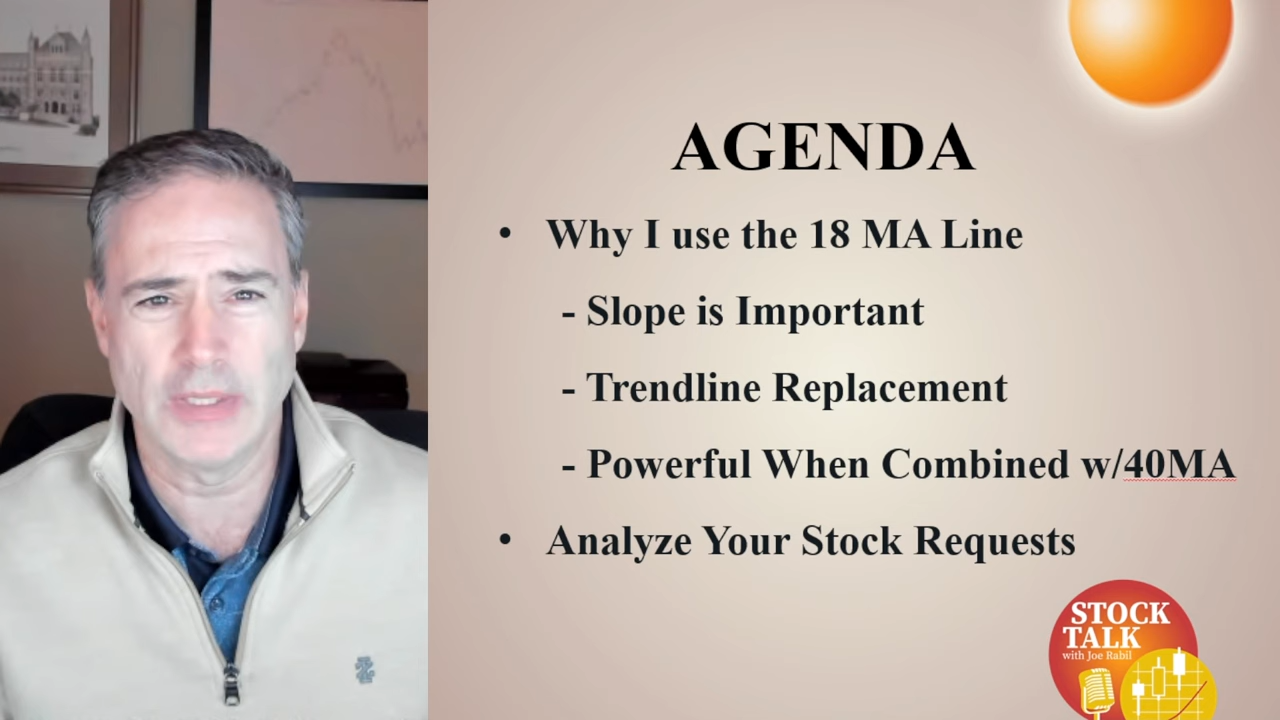 AGENDA
• Why I use the 18 MA Line
- Slope is Important
- Trendline Replacement
- Powerful When Combined w/40MA
• Analyze Your Stock Requests
STOCK
TALK
with Joe Rabil